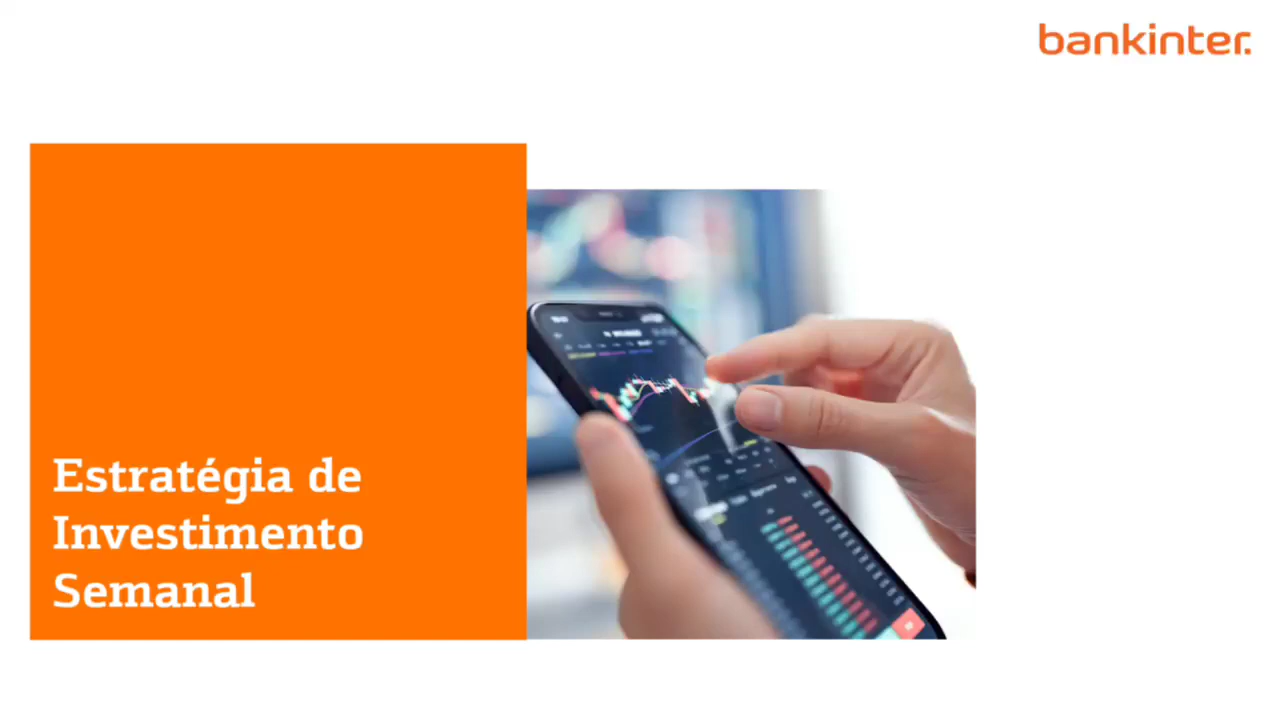 bankinter.
Estratégia de
Investimento
Semanal